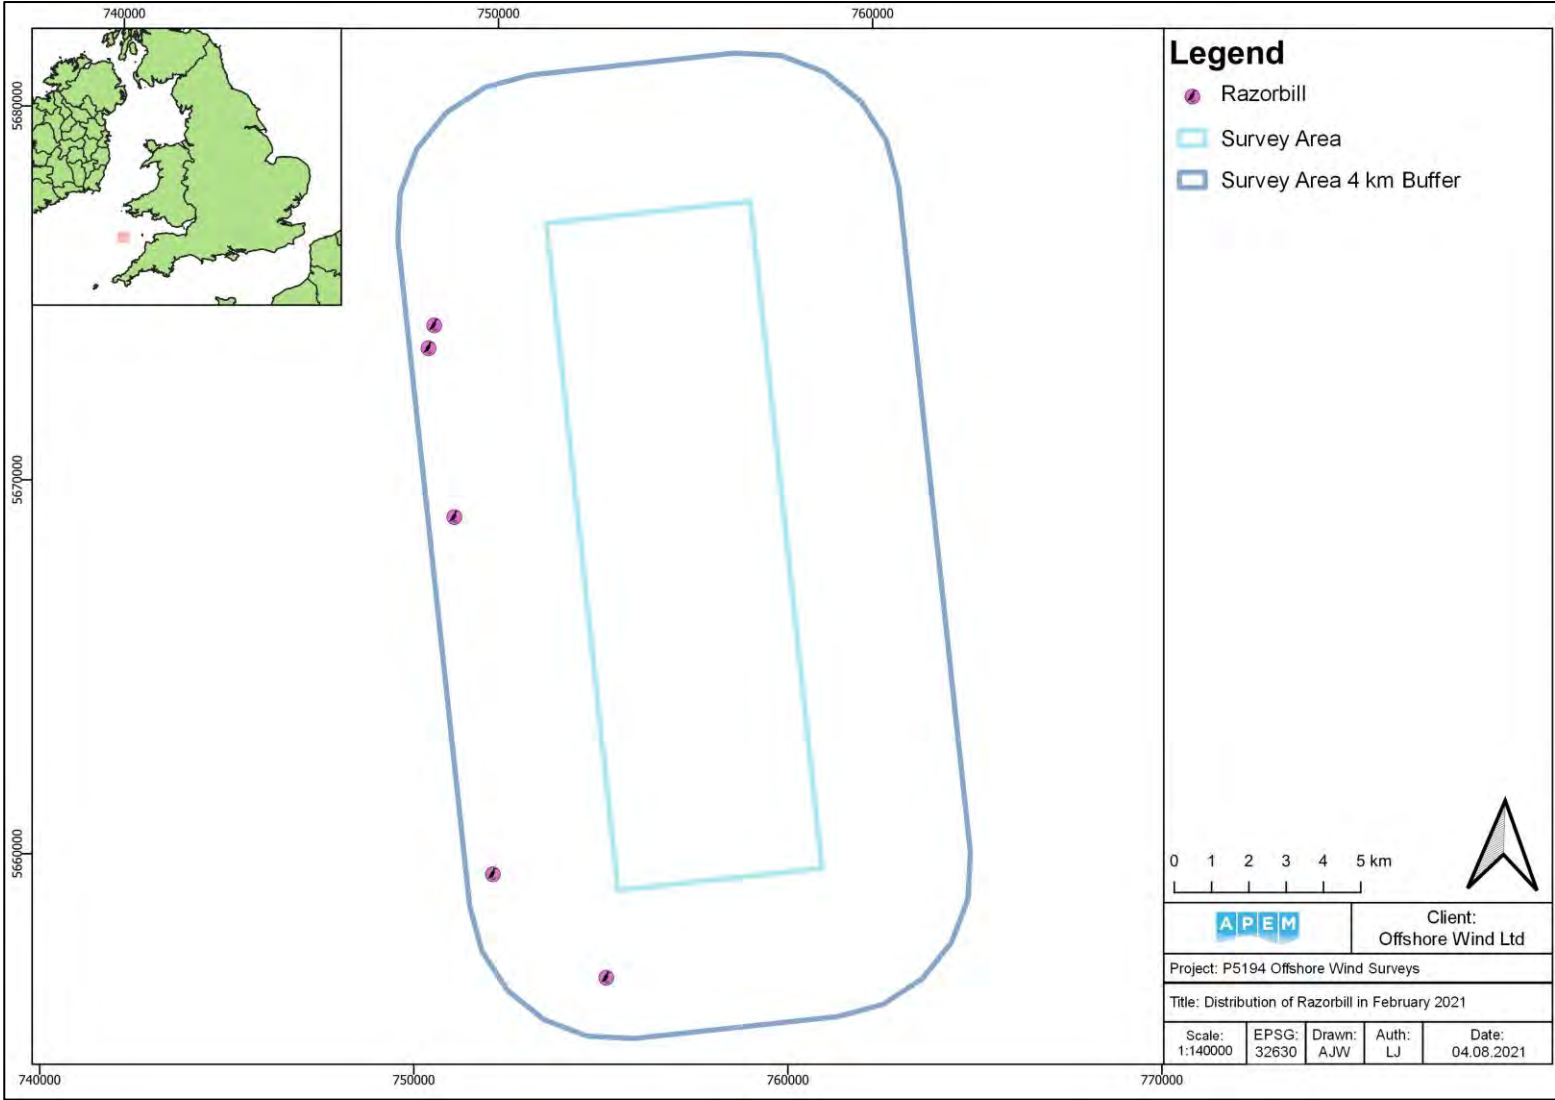 740000
750000
760000
5680000
5670000
5660000
740000
750000
760000
770000
Legend
Razorbill
Survey Area
Survey Area 4 km Buffer
0 1 2 3 4 5 km
APEM
Client:
Offshore Wind Ltd
Project: P5194 Offshore Wind Surveys
Title: Distribution of Razorbill in February 2021
Scale:
1:140000
EPSG:
32630
Drawn:
AJW
Auth:
LJ
Date:
04.08.2021